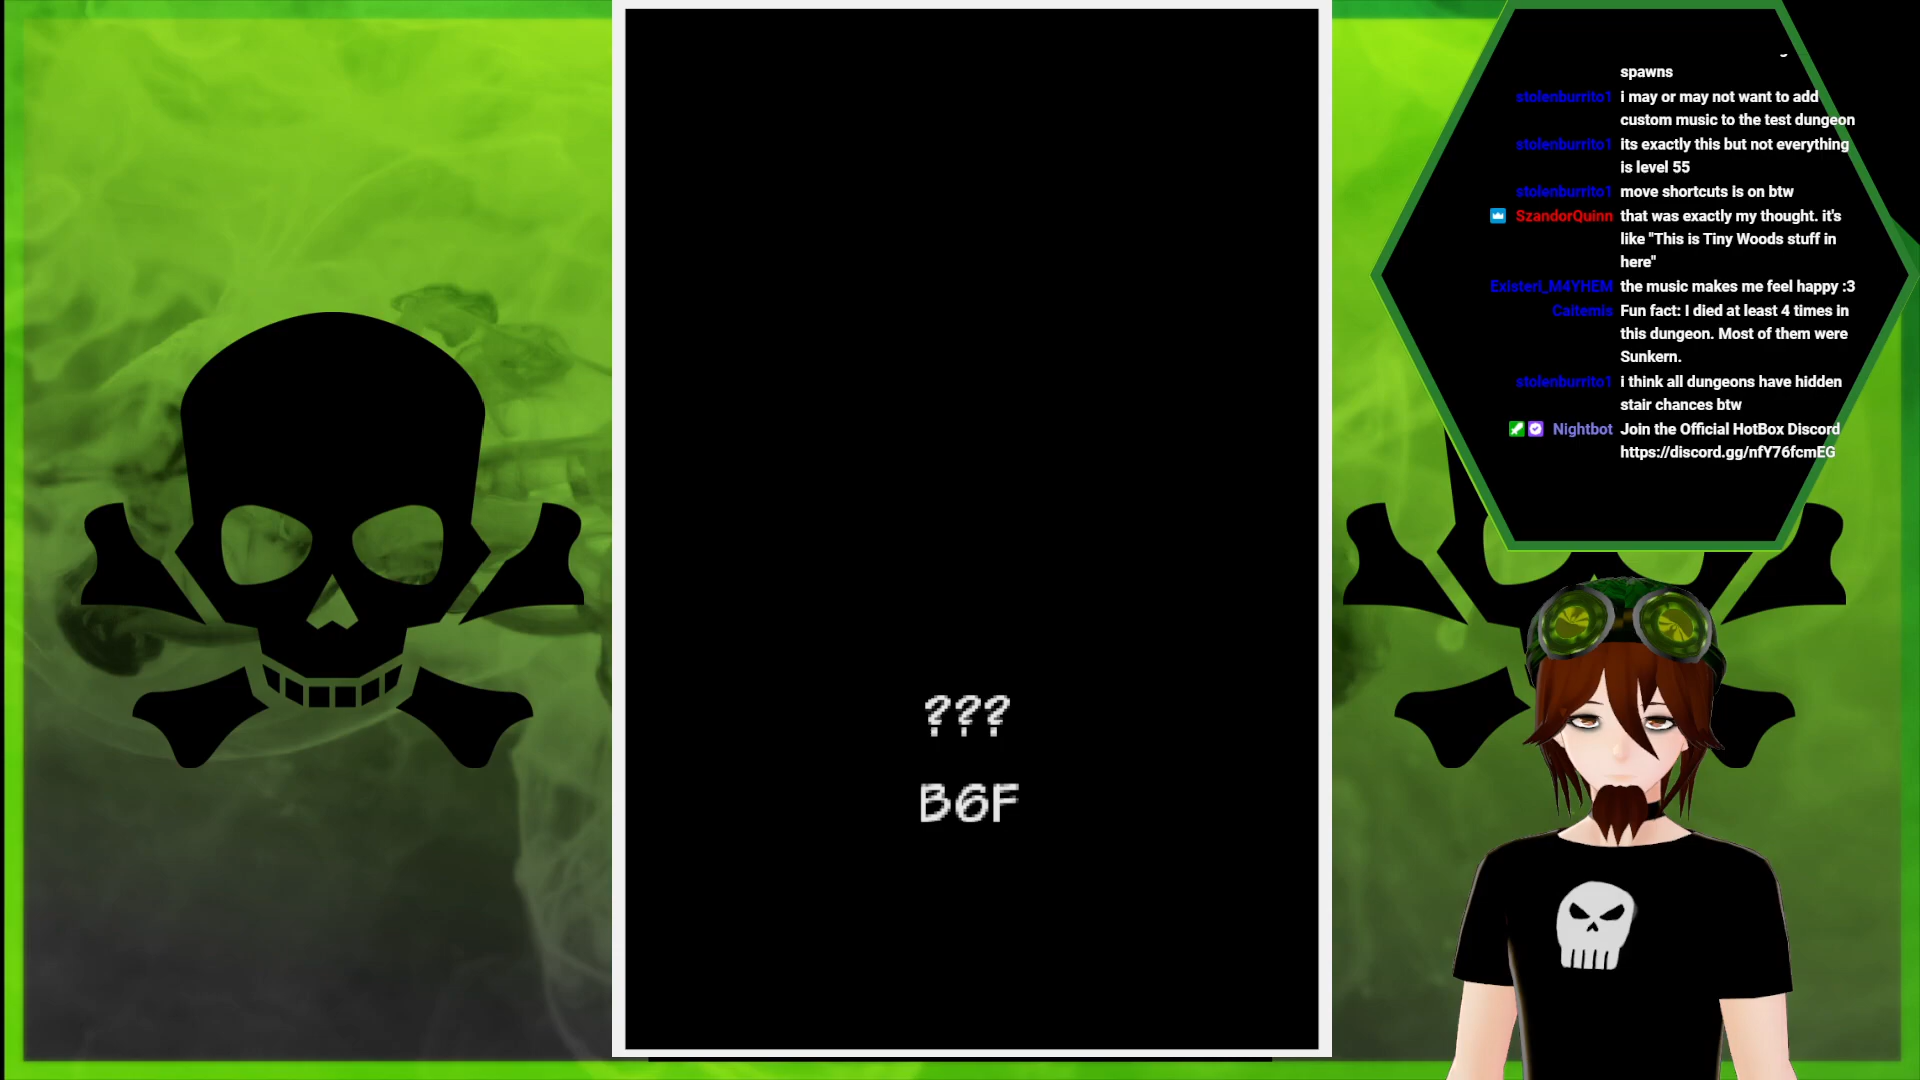 ???
B6F
spawns
stolenburrito1 i may or may not want to add
custom music to the test dungeon
stolenburrito1 its exactly this but not everything
is level 55
stolenburrito1 move shortcuts is on btw
SzandorQuinn that was exactly my thought. it's
like "This is Tiny Woods stuff in
here"
ExisterI_M4YHEM the music makes me feel happy :3
Caltemis Fun fact: I died at least 4 times in
this dungeon. Most of them were
Sunkern.
stolenburrito1 i think all dungeons have hidden
stair chances btw
Nightbot Join the Official HotBox Discord
https://discord.gg/nfY76fcmEG